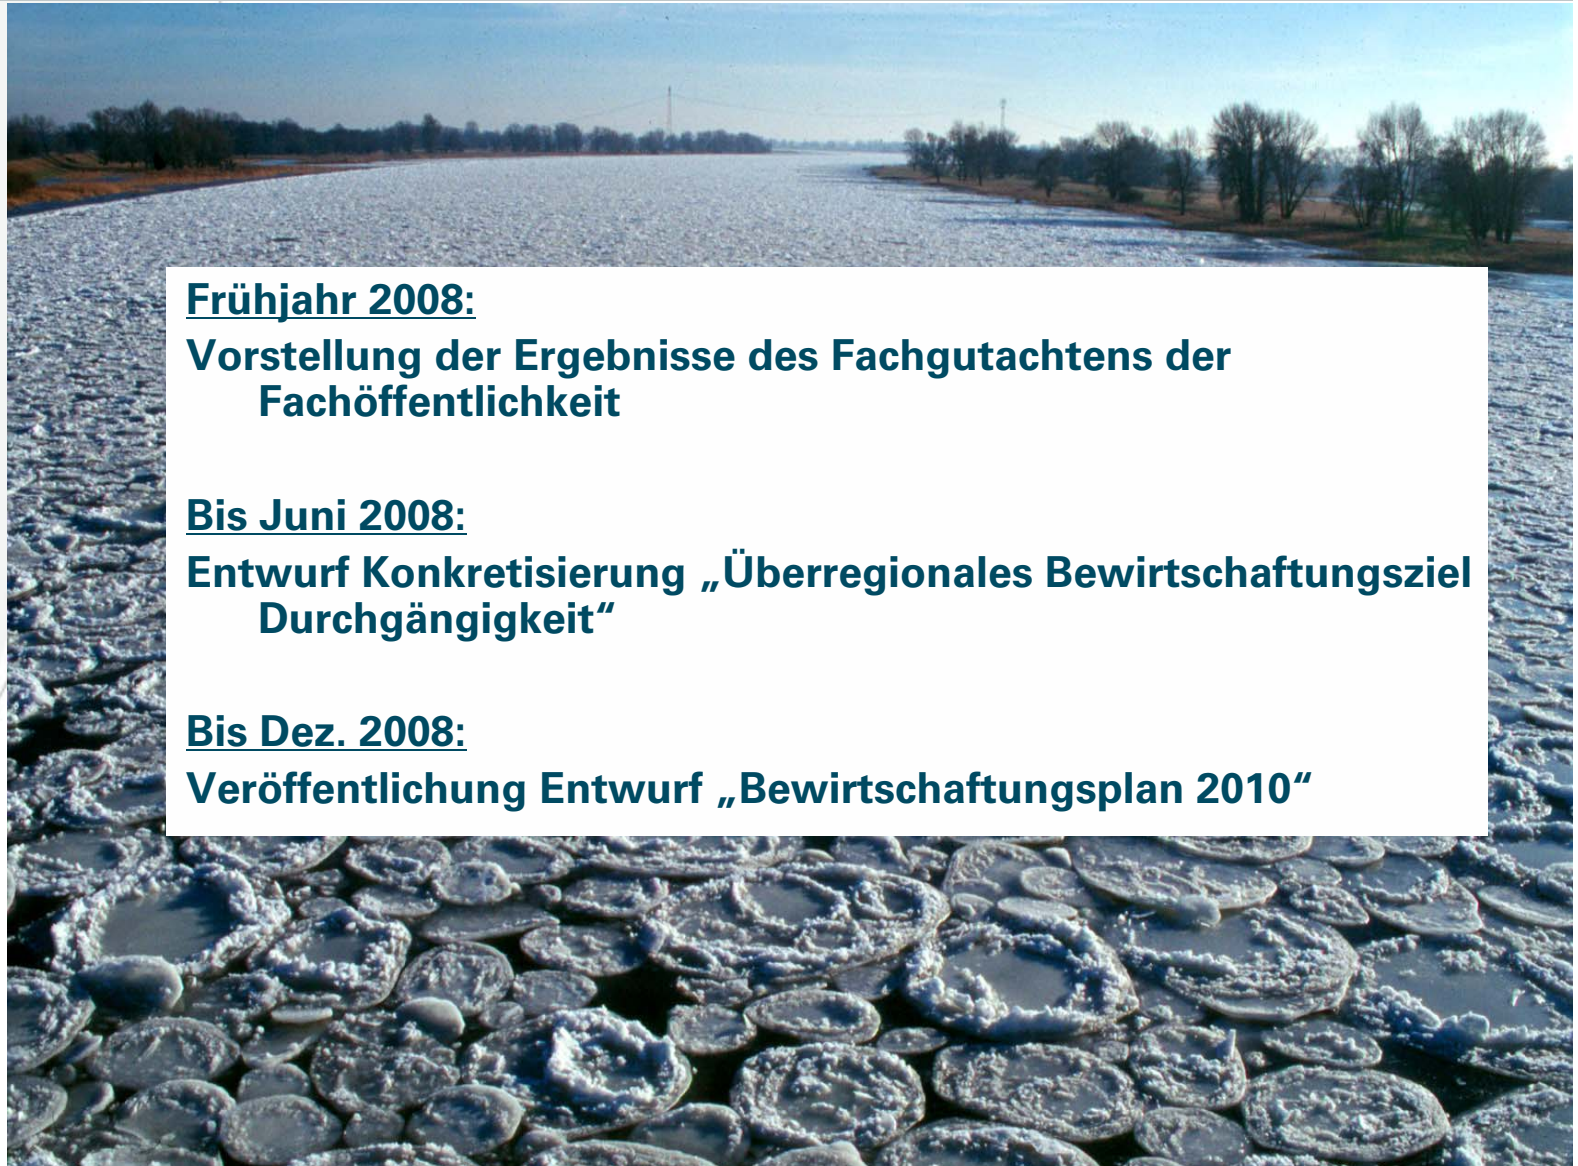 Frühjahr 2008:
Vorstellung der Ergebnisse des Fachgutachtens der
Fachöffentlichkeit
Bis Juni 2008:
Entwurf Konkretisierung „Überregionales Bewirtschaftungsziel
Durchgängigkeit“
Bis Dez. 2008:
Veröffentlichung Entwurf „Bewirtschaftungsplan 2010“